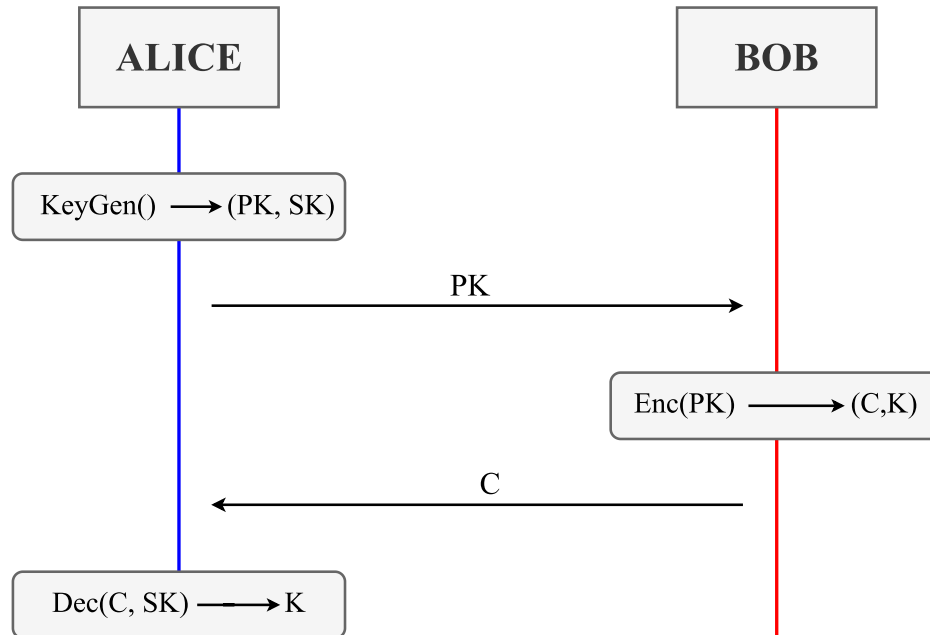 ALICE
BOB
KeyGen() (PK, SK)
PK
Enc(PK) (C,K)
C
Dec(C, SK) K